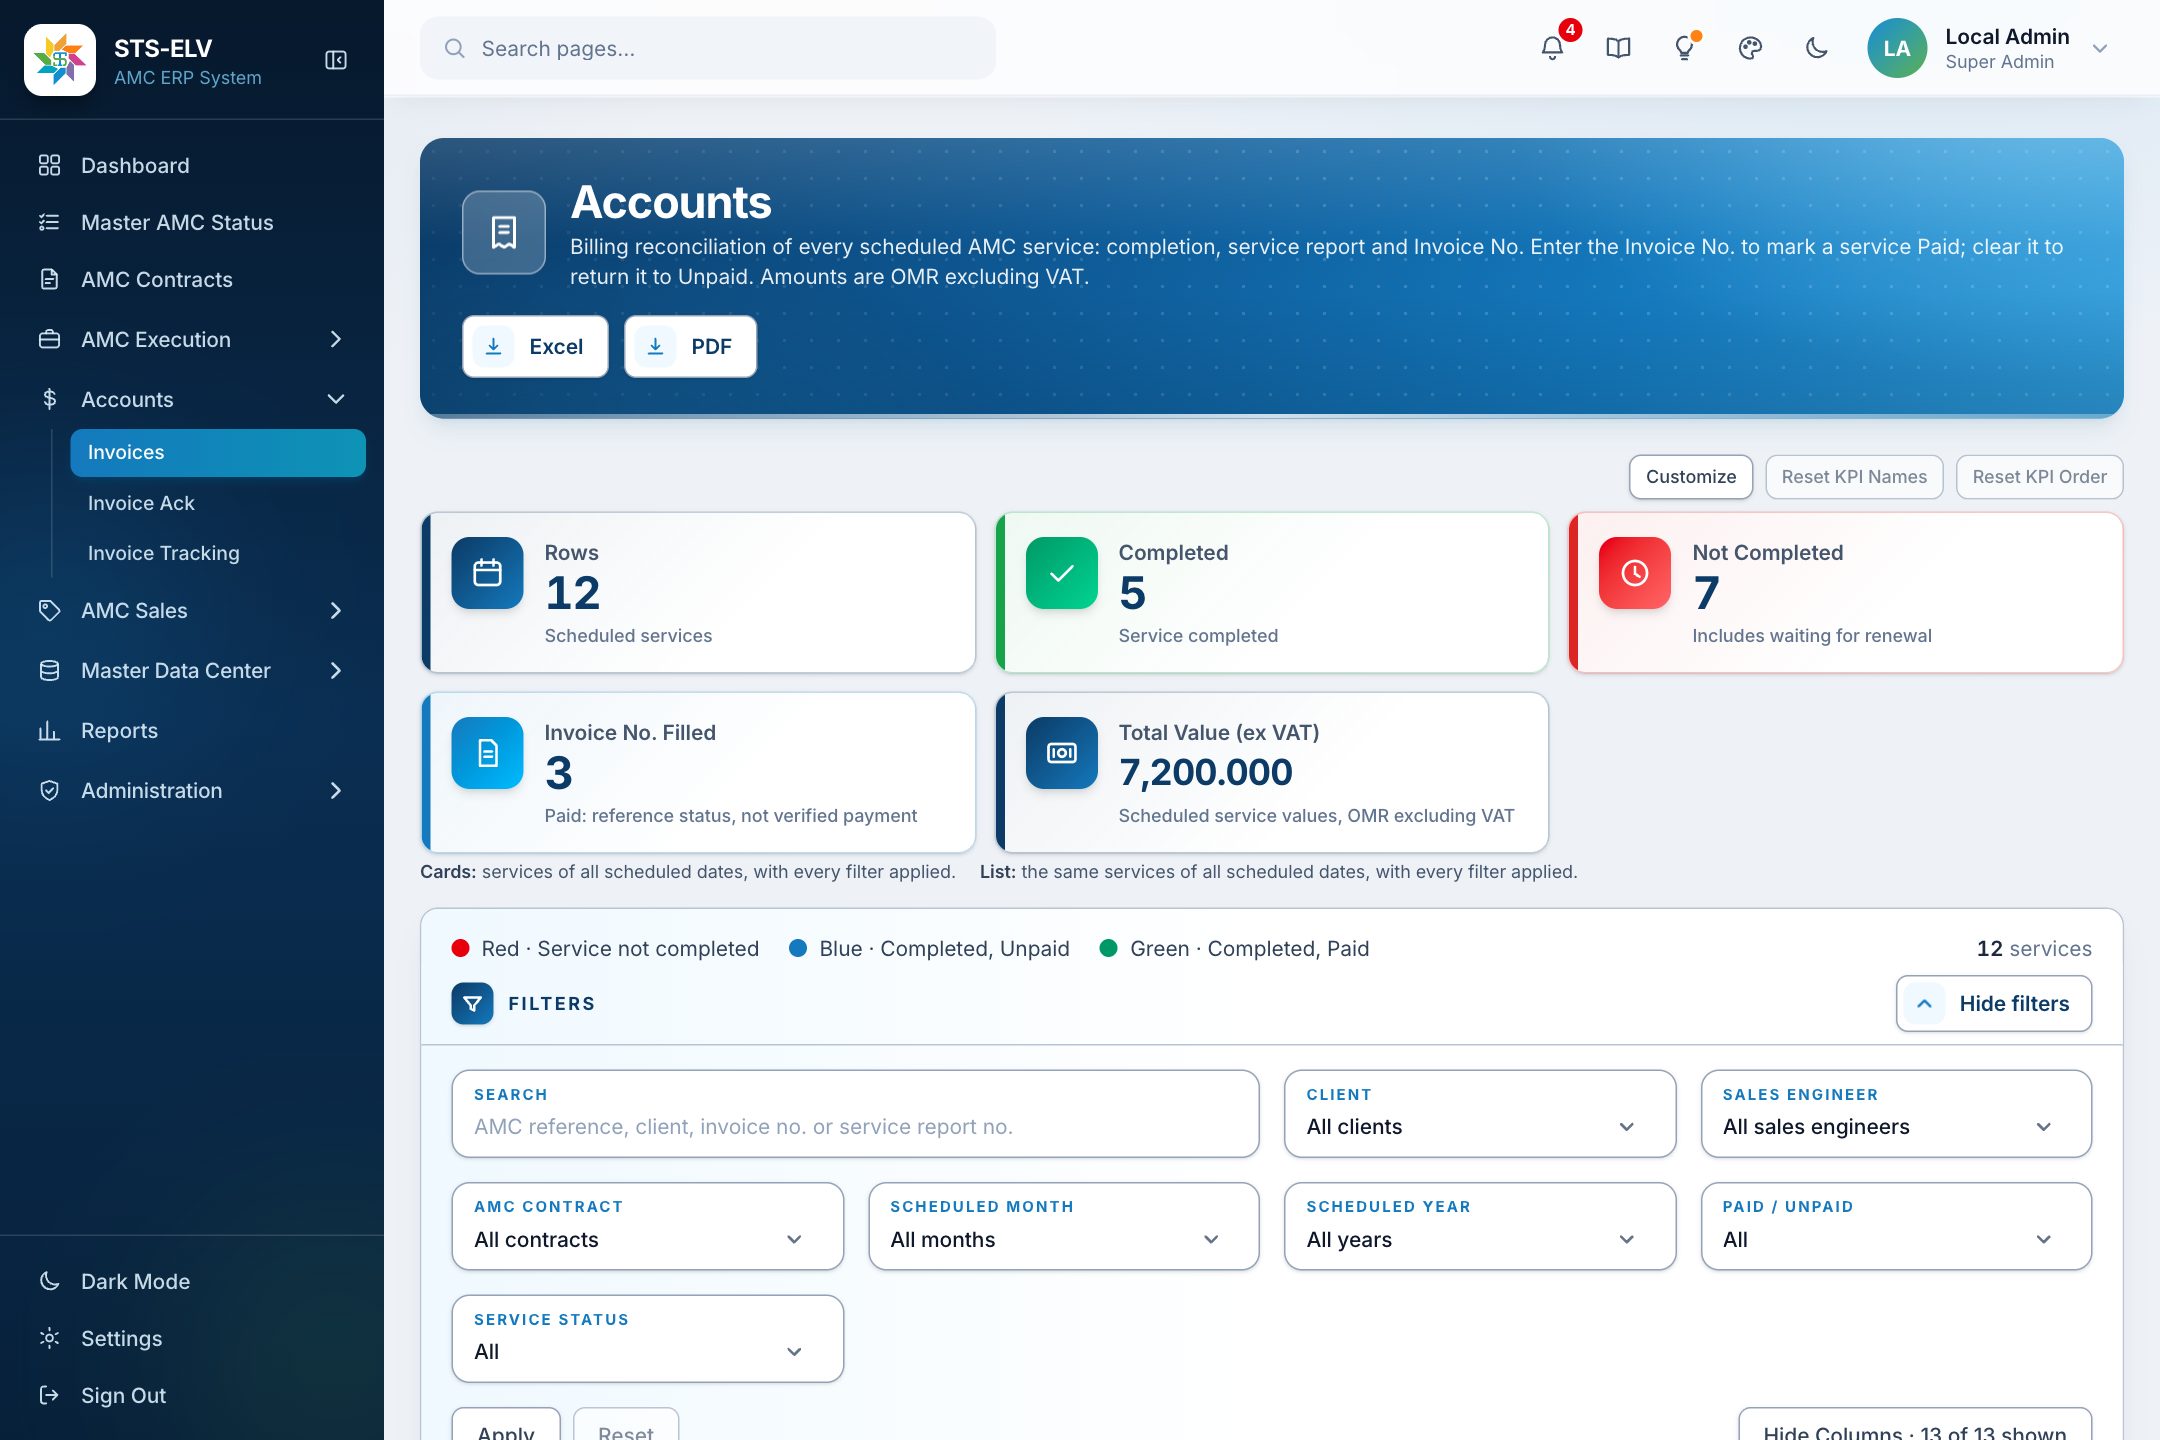 STS-ELV
AMC ERP System
Dashboard
Master AMC Status
AMC Contracts
AMC Execution
Accounts
Invoices
Invoice Ack
Invoice Tracking
AMC Sales
Master Data Center
Reports
Administration
Dark Mode
Settings
Sign Out
Search pages...
4
LA
Local Admin
Super Admin
Accounts
Billing reconciliation of every scheduled AMC service: completion, service report and Invoice No. Enter the Invoice No. to mark a service Paid; clear it to
return it to Unpaid. Amounts are OMR excluding VAT.
Excel
PDF
Customize
Reset KPI Names
Reset KPI Order
Rows
12
Scheduled services
Completed
5
Service completed
Not Completed
7
Includes waiting for renewal
Invoice No. Filled
3
Paid: reference status, not verified payment
Total Value (ex VAT)
7,200.000
Scheduled service values, OMR excluding VAT
Cards: services of all scheduled dates, with every filter applied. List: the same services of all scheduled dates, with every filter applied.
Red · Service not completed
Blue · Completed, Unpaid
Green · Completed, Paid
12 services
FILTERS
Hide filters
SEARCH
AMC reference, client, invoice no. or service report no.
CLIENT
All clients
SALES ENGINEER
All sales engineers
AMC CONTRACT
All contracts
SCHEDULED MONTH
All months
SCHEDULED YEAR
All years
PAID / UNPAID
All
SERVICE STATUS
All
Apply
Reset
Hide Columns · 13 of 13 shown